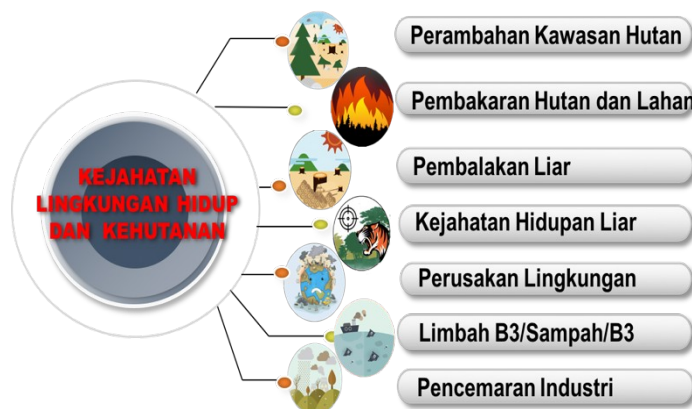 KEJAHATAN
LINGKUNGAN HIDUP
DAN KEHUTANAN
Perambahan Kawasan Hutan
Pembakaran Hutan dan Lahan
Pembalakan Liar
Kejahatan Hidupan Liar
Perusakan Lingkungan
Limbah B3/Sampah/B3
Pencemaran Industri